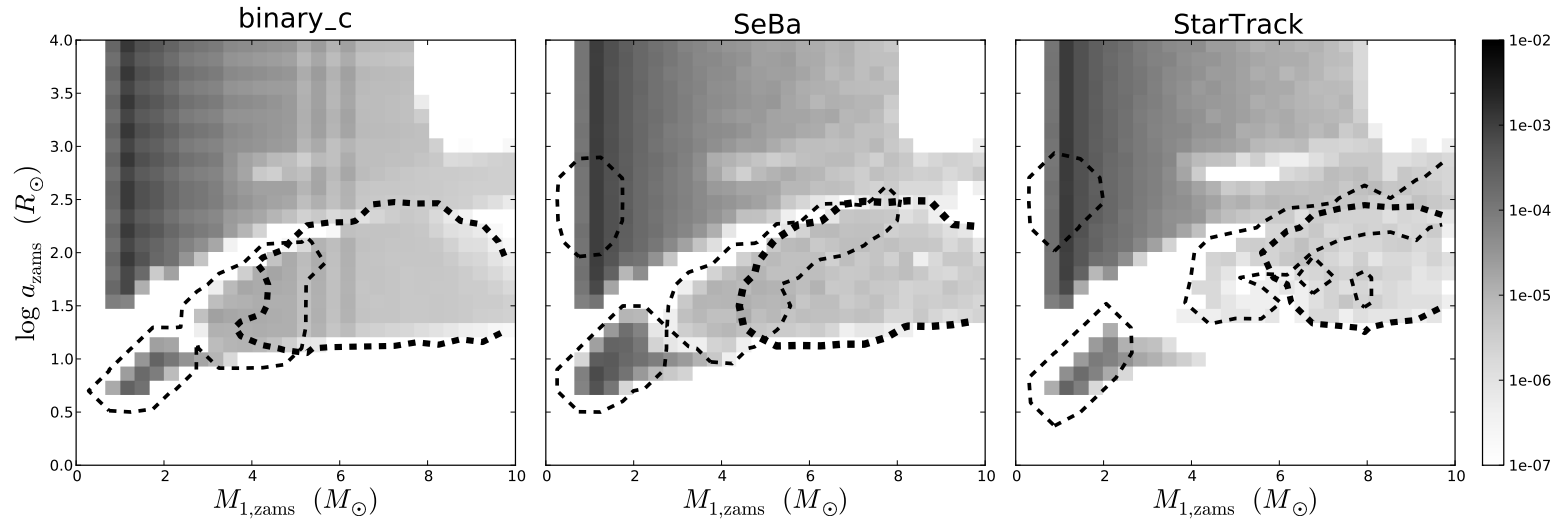 binary_c SeBa StarTrack
4.0
3.5
3.0
2.5
2.0
1.5
1.0
0.5
0.0
log a_zams (R_⊙)
0 2 4 6 8 10
0 2 4 6 8 10
0 2 4 6 8 10
M_1,zams (M_⊙) M_1,zams (M_⊙) M_1,zams (M_⊙)
1e-02
1e-03
1e-04
1e-05
1e-06
1e-07